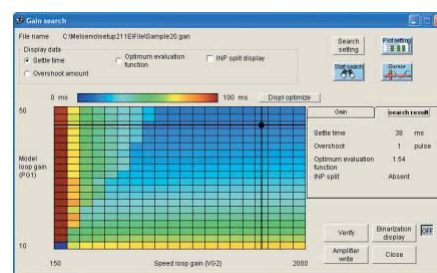 Gain search
File name C:\Melservo\setup211E\File\Sample20.gain
Display data
Settle time
Optimum evaluation function
INP split display
Overshoot amount
Search setting
Plot setting
Start search
Cursor
0 ms
100 ms
Displ optimize
50
Model loop gain (PG1)
10
150
Speed loop gain (VG2)
2000
Gain
search result
Settle time 38 ms
Overshoot 1 pulse
Optimum evaluation function 1.54
INP split Absent
Verify
Binarization display
OFF
Amplifier write
Close